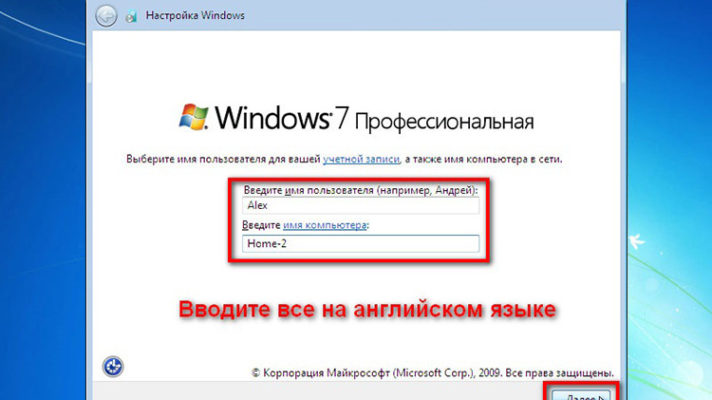 Настройка Windows
Windows 7 Профессиональная
Выберите имя пользователя для вашей учетной записи, а также имя компьютера в сети.
Введите имя пользователя (например, Андрей):
Alex
Введите имя компьютера:
Home-2
Вводите все на английском языке
© Корпорация Майкрософт (Microsoft Corp.), 2009. Все права защищены.
Далее